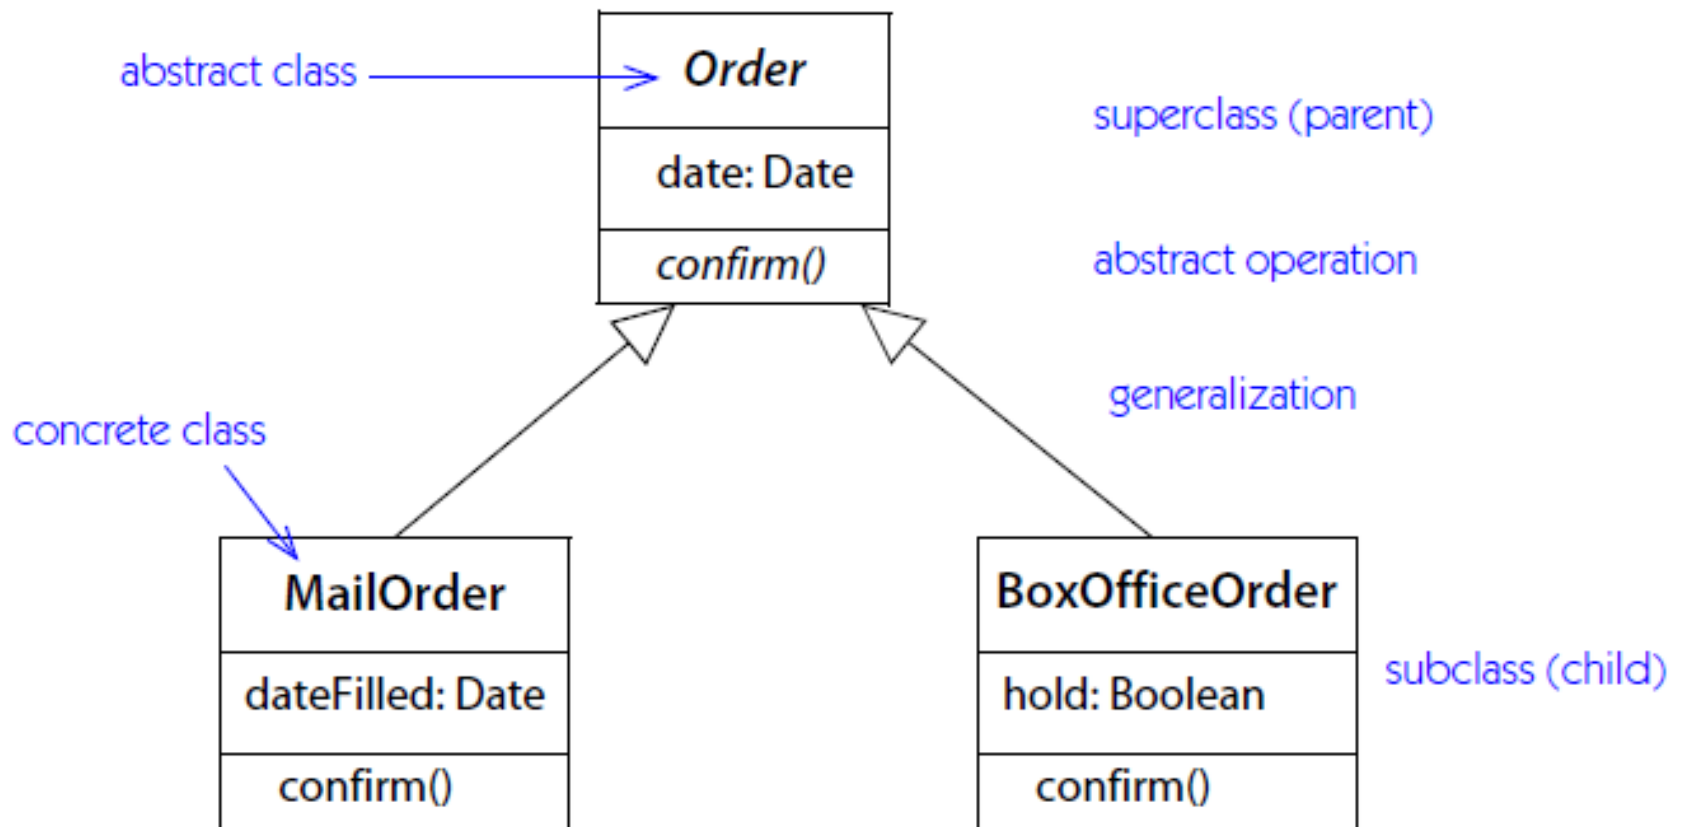 Order
abstract class
superclass (parent)
date: Date
abstract operation
confirm()
generalization
concrete class
MailOrder
BoxOfficeOrder
dateFilled: Date
hold: Boolean
subclass (child)
confirm()
confirm()